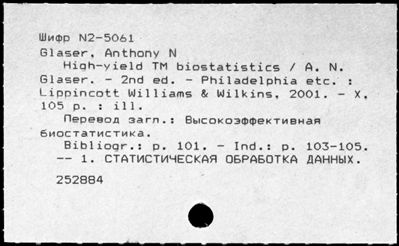 Шифр N2-5061
Glaser, Anthony N
High-yield TM biostatistics / A. N.
Glaser. - 2nd ed. - Philadelphia etc. :
Lippincott Williams & Wilkins, 2001. - X,
105 p. : ill.
Перевод загл.: Высокоэффективная
биостатистика.
Bibliogr.: p. 101. - Ind.: p. 103-105.
-- 1. СТАТИСТИЧЕСКАЯ ОБРАБОТКА ДАННЫХ.
252884